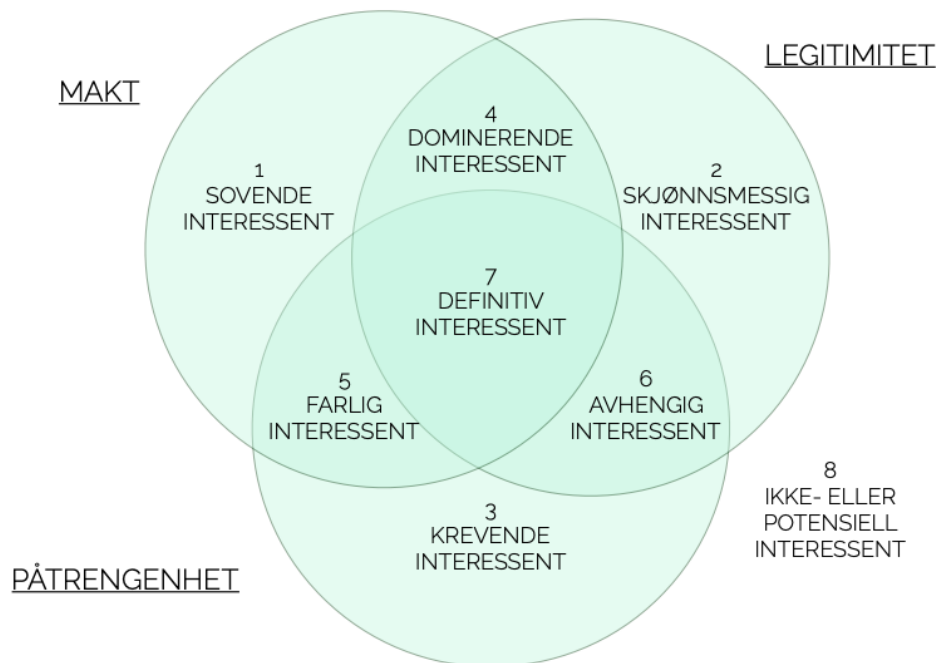 LEGITIMITET
MAKT
4
DOMINERENDE
INTERESSENT
1
SOVENDE
INTERESSENT
2
SKJØNNSMESSIG
INTERESSENT
7
DEFINITIV
INTERESSENT
5
FARLIG
INTERESSENT
6
AVHENGIG
INTERESSENT
8
IKKE- ELLER
POTENSIELL
INTERESSENT
3
KREVENDE
INTERESSENT
PÅTRENGENHET